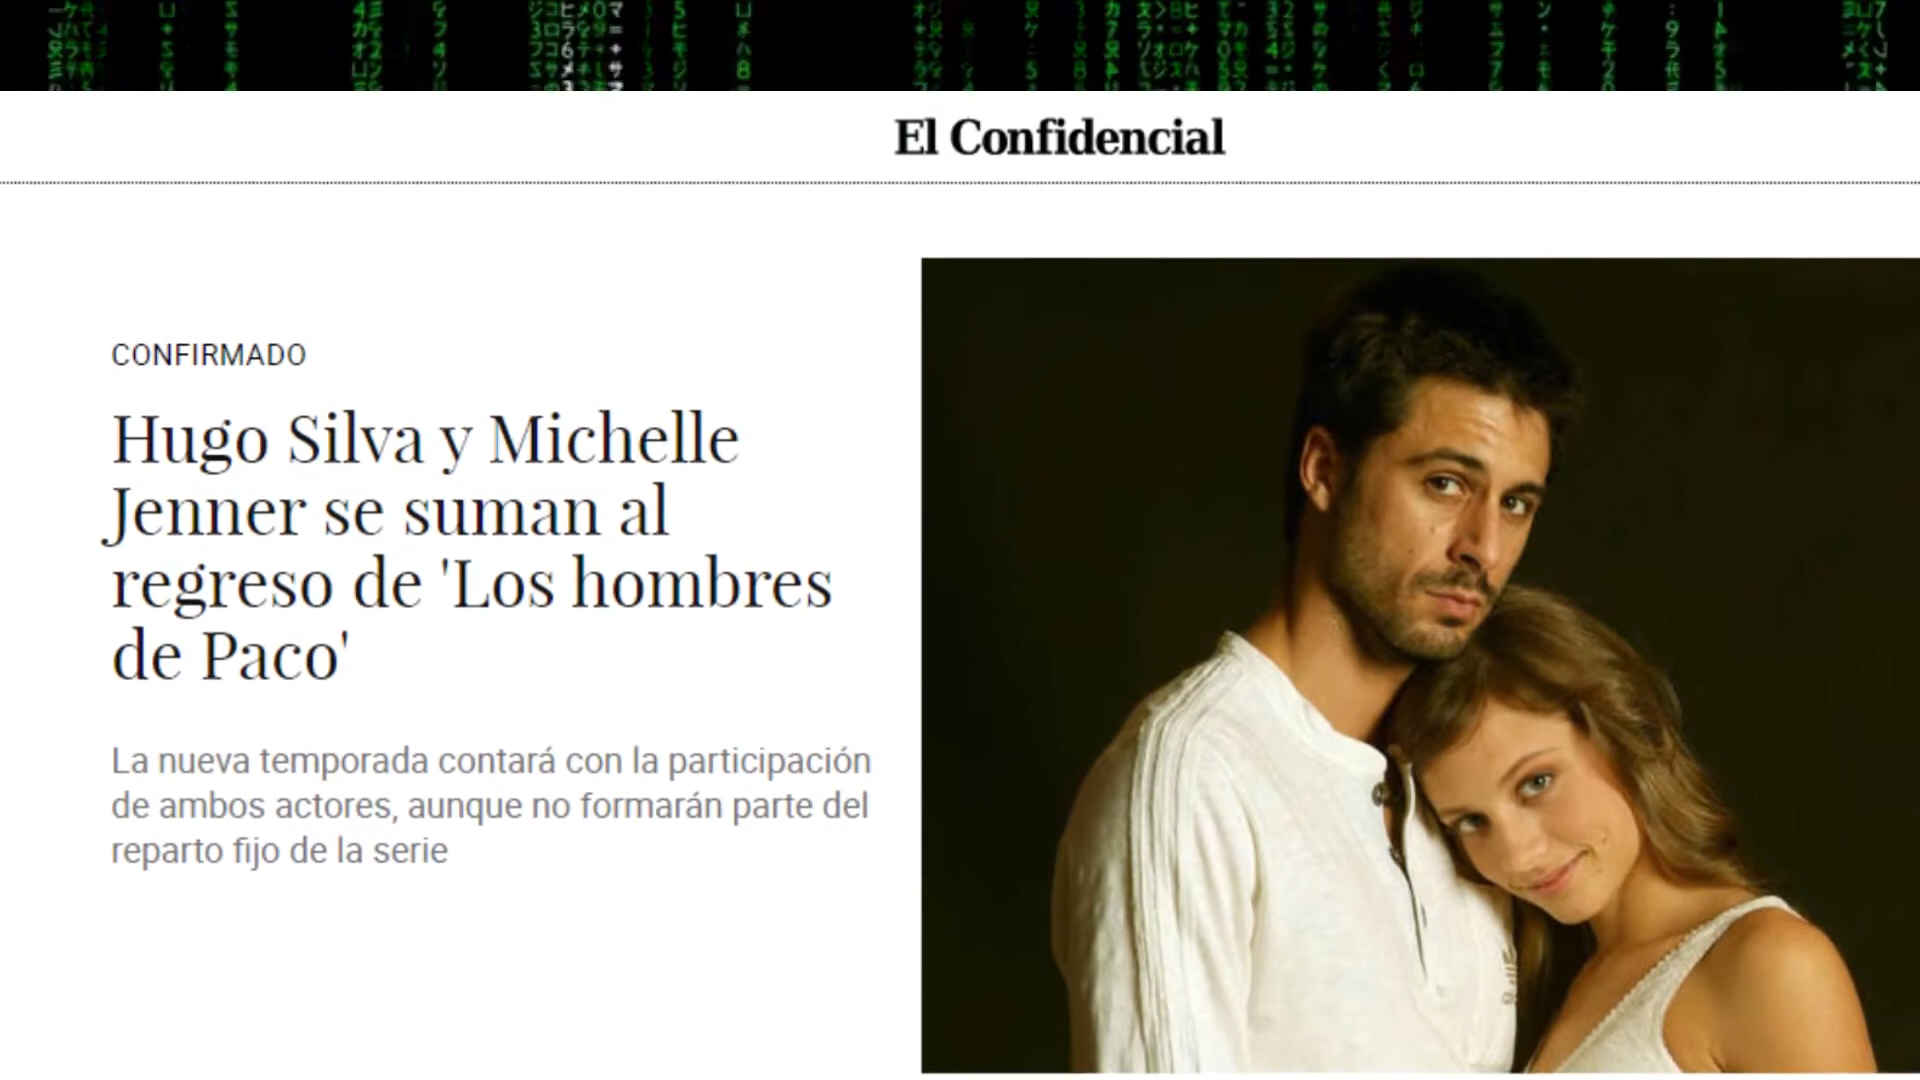 El Confidencial
CONFIRMADO
Hugo Silva y Michelle
Jenner se suman al
regreso de 'Los hombres
de Paco'
La nueva temporada contará con la participación
de ambos actores, aunque no formarán parte del
reparto fijo de la serie